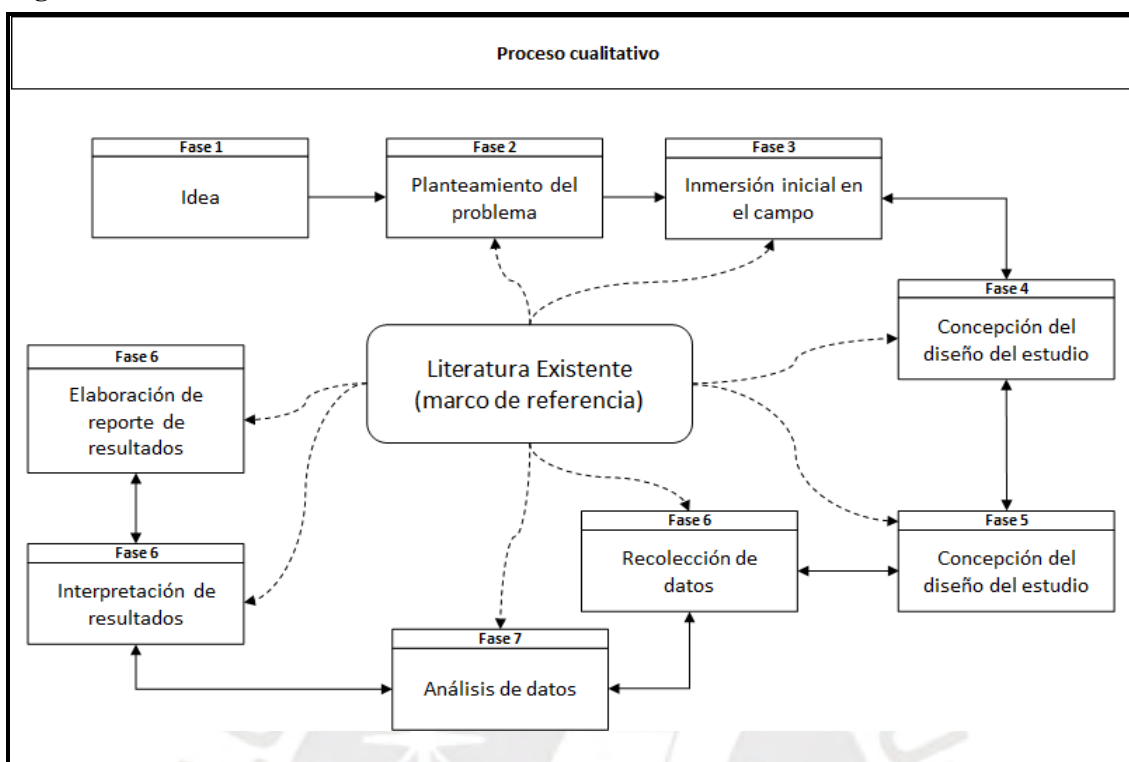 Proceso cualitativo
Fase 1
Idea
Fase 2
Planteamiento del
problema
Fase 3
Inmersión inicial en
el campo
Fase 4
Concepción del
diseño del estudio
Literatura Existente
(marco de referencia)
Fase 6
Elaboración de
reporte de
resultados
Fase 6
Recolección de
datos
Fase 5
Concepción del
diseño del estudio
Fase 6
Interpretación de
resultados
Fase 7
Análisis de datos